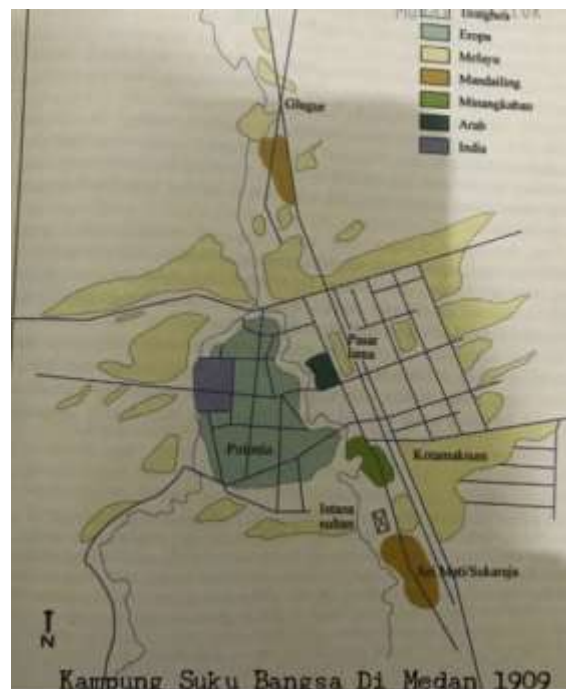 Tionghoa
Eropa
Melayu
Mandailing
Minangkabau
Arab
India
Glugur
Pasar
lama
Polonia
Kotamaksum
Istana
sultan
Sei Mati/Sukaraja
N
Kampung Suku Bangsa Di Medan 1909